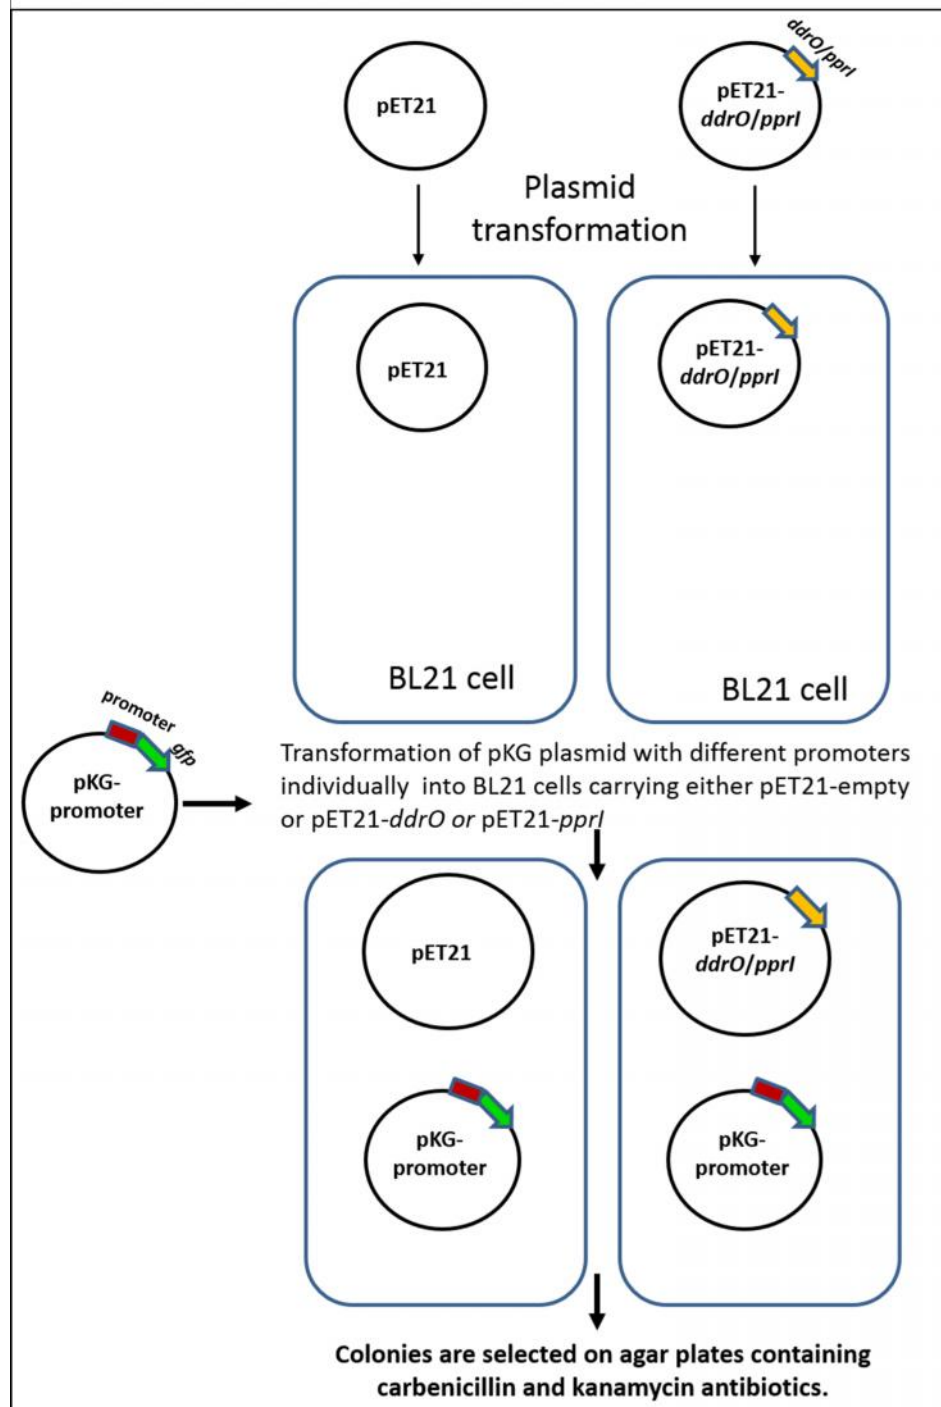 pET21
ddrO/pprI
pET21-
ddrO/pprI
Plasmid
transformation
pET21
pET21-
ddrO/pprI
BL21 cell
BL21 cell
promoter
gfp
pKG-
promoter
Transformation of pKG plasmid with different promoters
individually into BL21 cells carrying either pET21-empty
or pET21-ddrO or pET21-pprI
pET21
pET21-
ddrO/pprI
pKG-
promoter
pKG-
promoter
Colonies are selected on agar plates containing
carbenicillin and kanamycin antibiotics.